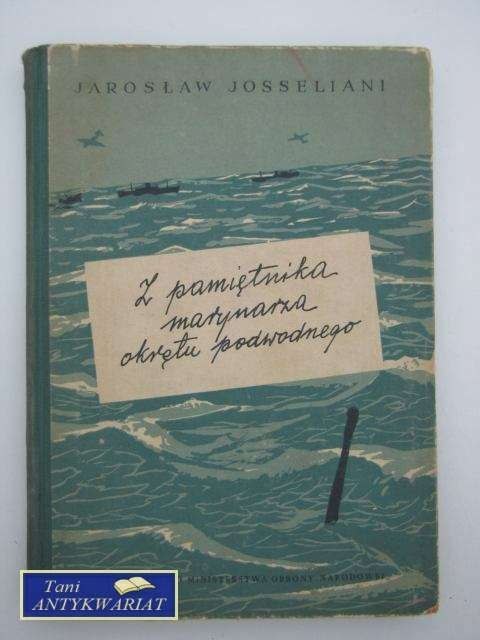 JAROSŁAW JOSSELIANI
Z pamiętnika
marynarza
okrętu podwodnego
MINISTERSTWA OBRONY NARODOWEJ
Tani
ANTYKWARIAT